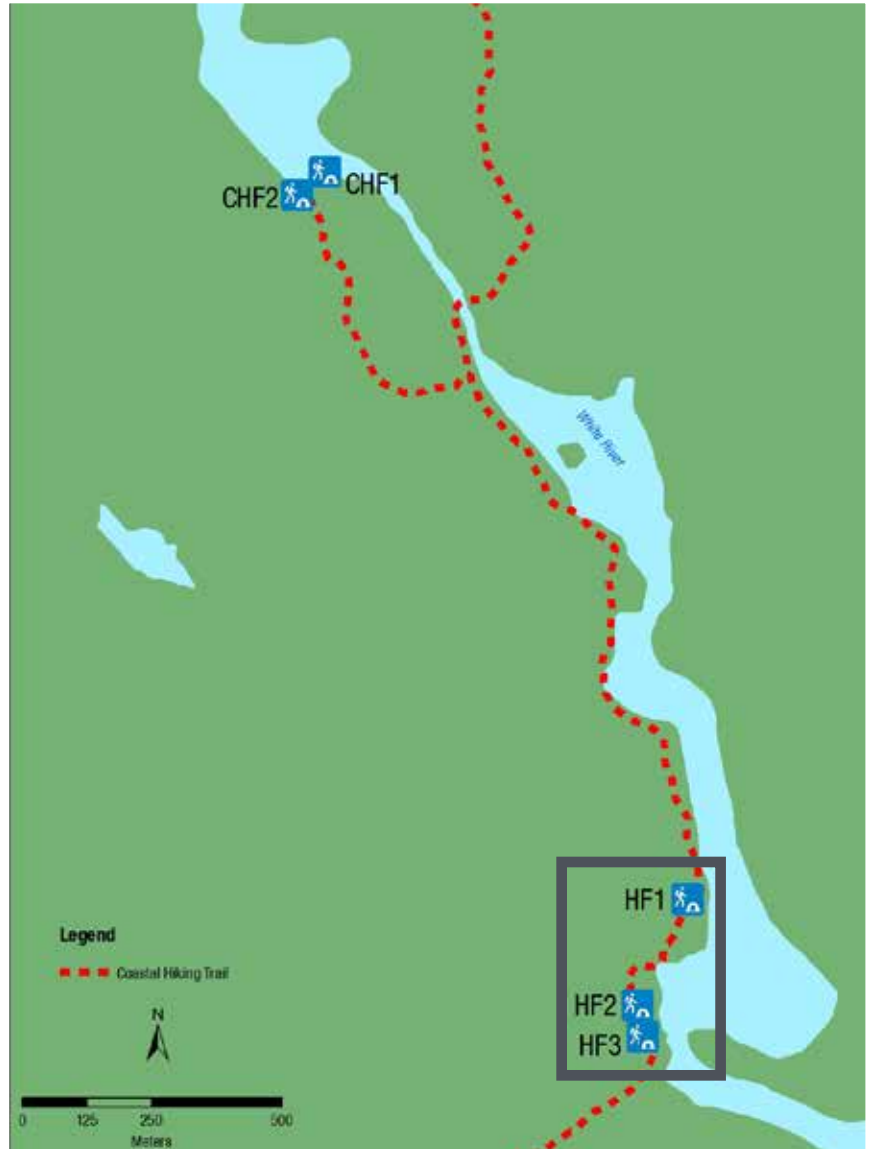 CHF1
CHF2
White River
HF1
HF2
HF3
Legend
Coastal Hiking Trail
N
0 125 250 500
Meters